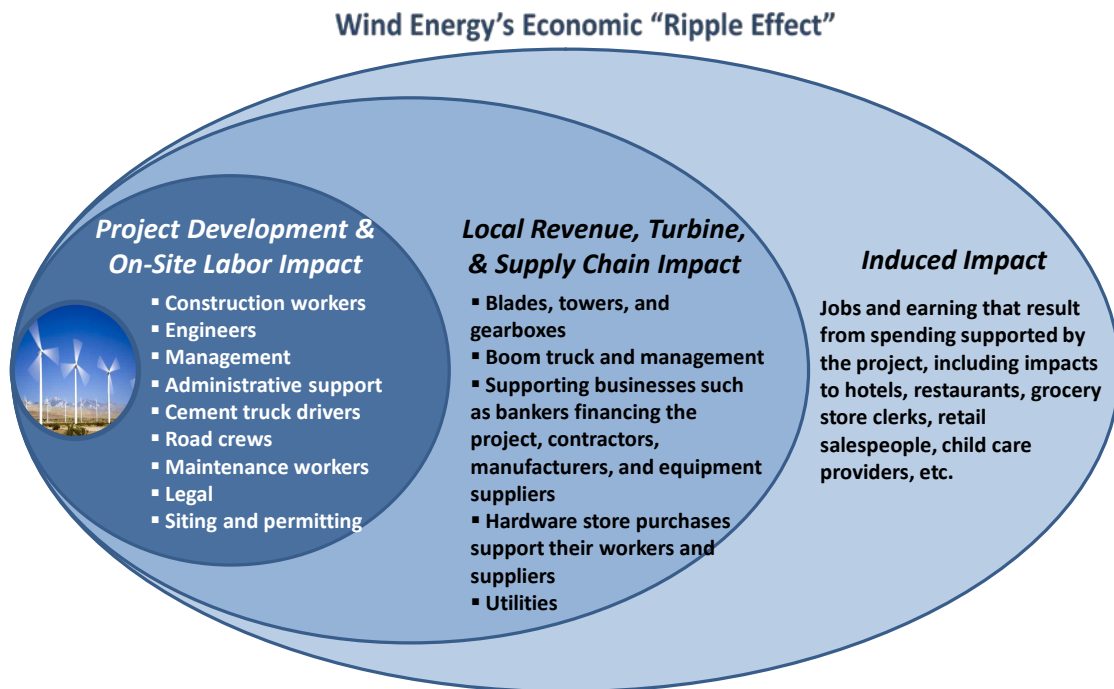 Wind Energy’s Economic “Ripple Effect”
Project Development &
On-Site Labor Impact
▪ Construction workers
▪ Engineers
▪ Management
▪ Administrative support
▪ Cement truck drivers
▪ Road crews
▪ Maintenance workers
▪ Legal
▪ Siting and permitting
Local Revenue, Turbine,
& Supply Chain Impact
▪ Blades, towers, and
gearboxes
▪ Boom truck and management
▪ Supporting businesses such
as bankers financing the
project, contractors,
manufacturers, and equipment
suppliers
▪ Hardware store purchases
support their workers and
suppliers
▪ Utilities
Induced Impact
Jobs and earning that result
from spending supported by
the project, including impacts
to hotels, restaurants, grocery
store clerks, retail
salespeople, child care
providers, etc.